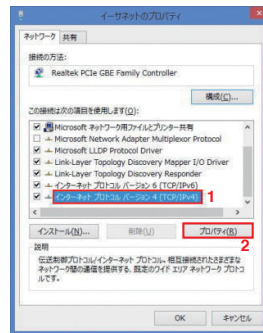 イーサネットのプロパティ
ネットワーク 共有
接続の方法:
Realtek PCIe GBE Family Controller
構成(C)...
この接続は次の項目を使用します(O):
Microsoft ネットワーク用ファイルとプリンター共有
Microsoft Network Adapter Multiplexor Protocol
Microsoft LLDP Protocol Driver
Link-Layer Topology Discovery Mapper I/O Driver
Link-Layer Topology Discovery Responder
インターネット プロトコル バージョン 6 (TCP/IPv6)
インターネット プロトコル バージョン 4 (TCP/IPv4) 1
インストール(N)... 削除(U) プロパティ(R)
2
説明
伝送制御プロトコル/インターネット プロトコル。相互接続されたさまざまな
ネットワーク間の通信を提供する、既定のワイド エリア ネットワーク プロトコ
ルです。
OK キャンセル